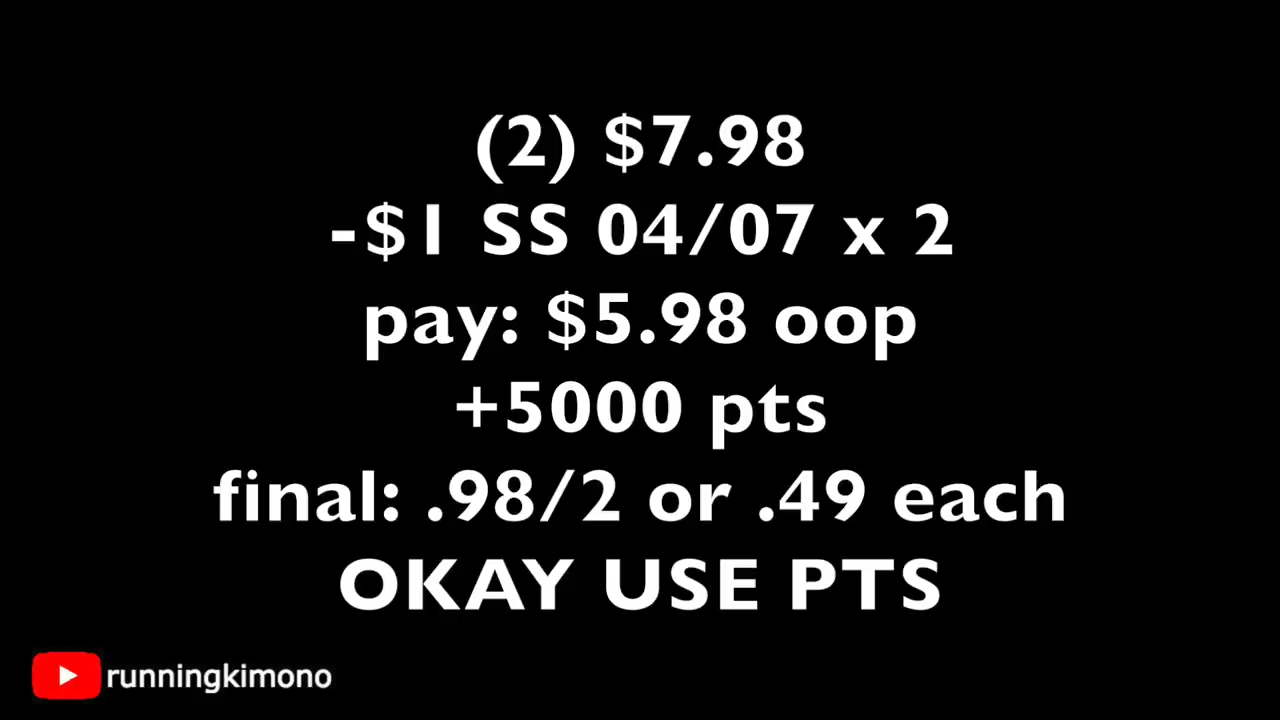 (2) $7.98
-$1 SS 04/07 x 2
pay: $5.98 oop
+5000 pts
final: .98/2 or .49 each
OKAY USE PTS
runningkimono